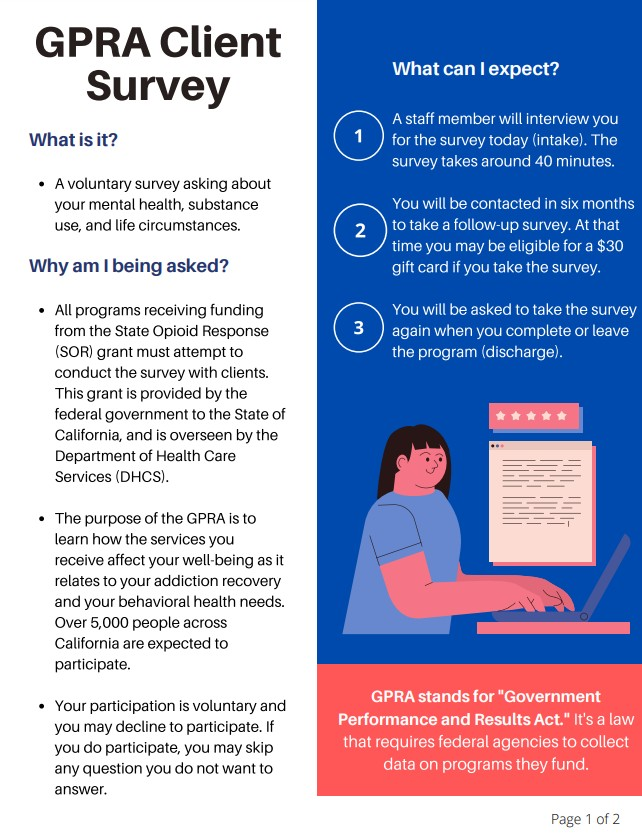 GPRA Client
Survey
What is it?
• A voluntary survey asking about
your mental health, substance
use, and life circumstances.
Why am I being asked?
• All programs receiving funding
from the State Opioid Response
(SOR) grant must attempt to
conduct the survey with clients.
This grant is provided by the
federal government to the State of
California, and is overseen by the
Department of Health Care
Services (DHCS).
• The purpose of the GPRA is to
learn how the services you
receive affect your well-being as it
relates to your addiction recovery
and your behavioral health needs.
Over 5,000 people across
California are expected to
participate.
• Your participation is voluntary and
you may decline to participate. If
you do participate, you may skip
any question you do not want to
answer.
What can I expect?
1
A staff member will interview you
for the survey today (intake). The
survey takes around 40 minutes.
2
You will be contacted in six months
to take a follow-up survey. At that
time you may be eligible for a $30
gift card if you take the survey.
3
You will be asked to take the survey
again when you complete or leave
the program (discharge).
GPRA stands for "Government
Performance and Results Act." It's a law
that requires federal agencies to collect
data on programs they fund.
Page 1 of 2